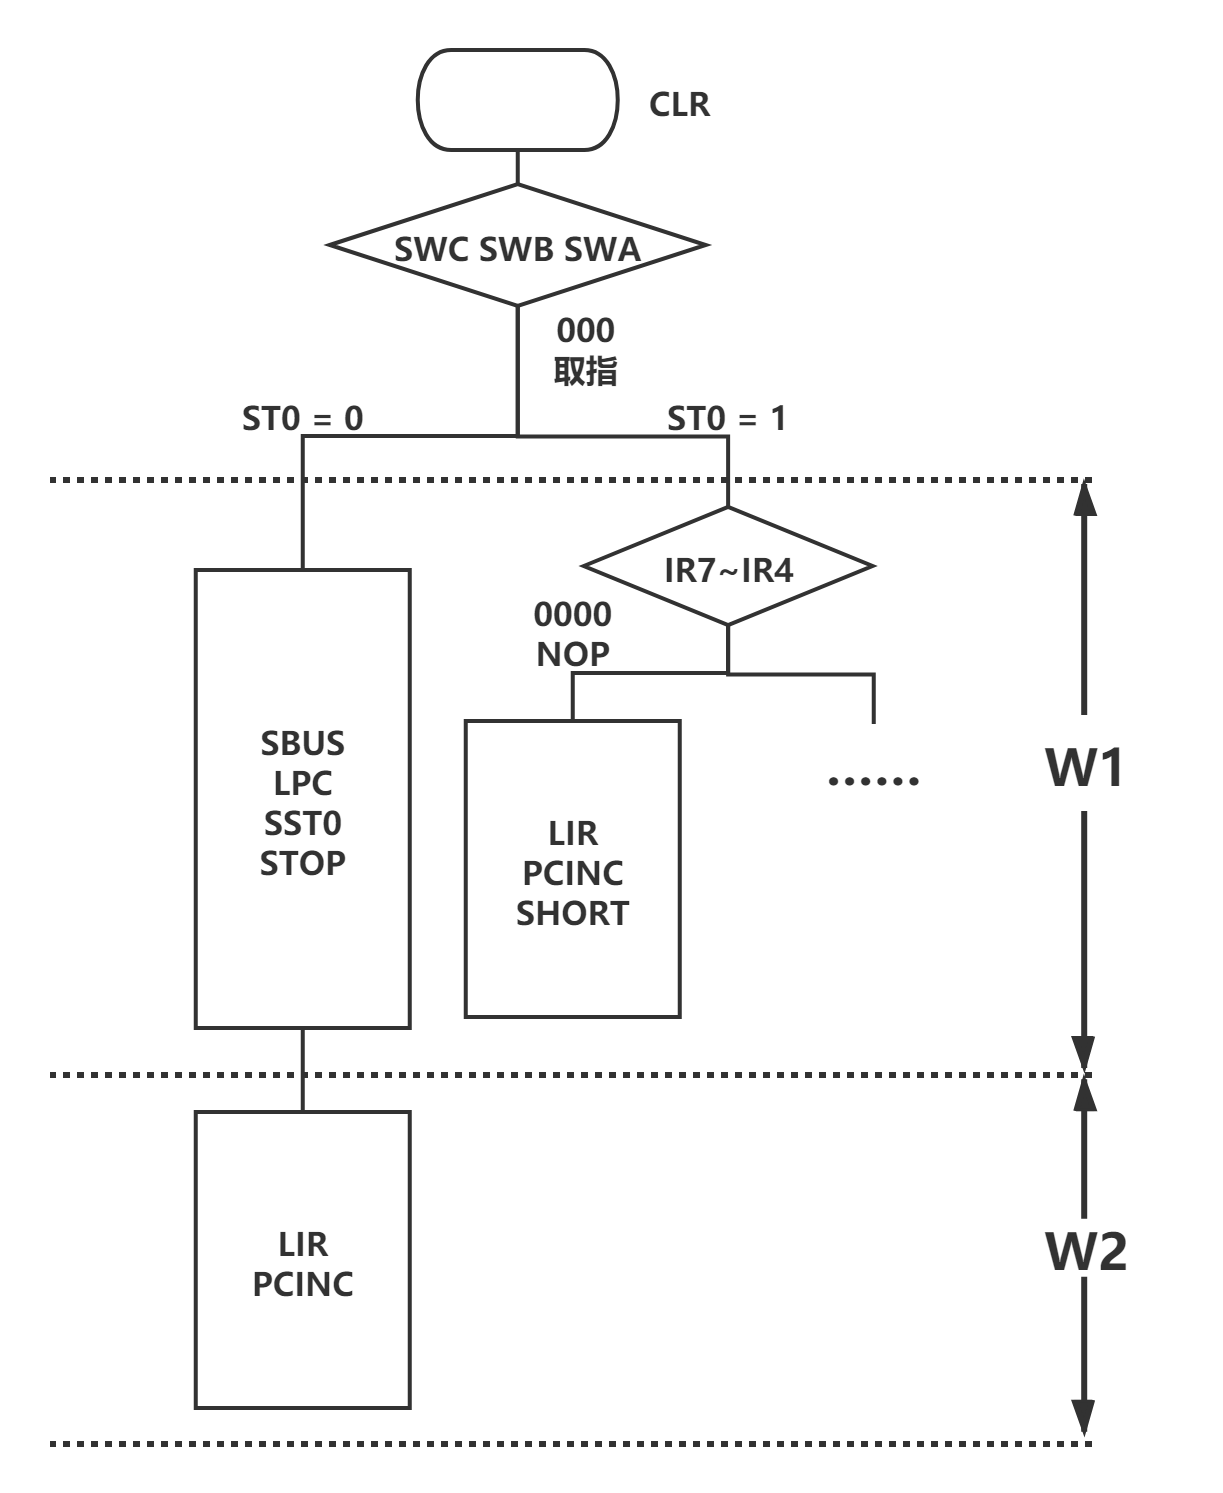 CLR
SWC SWB SWA
000
取指
ST0 = 0
ST0 = 1
IR7~IR4
0000
NOP
SBUS
LPC
SST0
STOP
LIR
PCINC
SHORT
......
W1
LIR
PCINC
W2